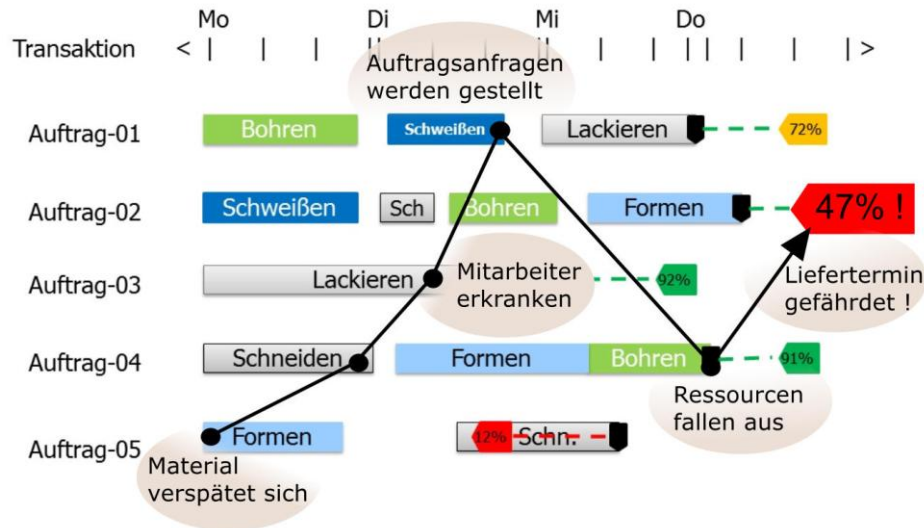 Mo Di Mi Do
Transaktion < >
Auftragsanfragen
werden gestellt
Auftrag-01 Bohren Schweißen Lackieren 72%
Auftrag-02 Schweißen Sch Bohren Formen 47% !
Auftrag-03 Lackieren Mitarbeiter
erkranken 92% Liefertermin
gefährdet !
Auftrag-04 Schneiden Formen Bohren 91%
Ressourcen
fallen aus
Auftrag-05 Formen 12% Schn.
Material
verspätet sich